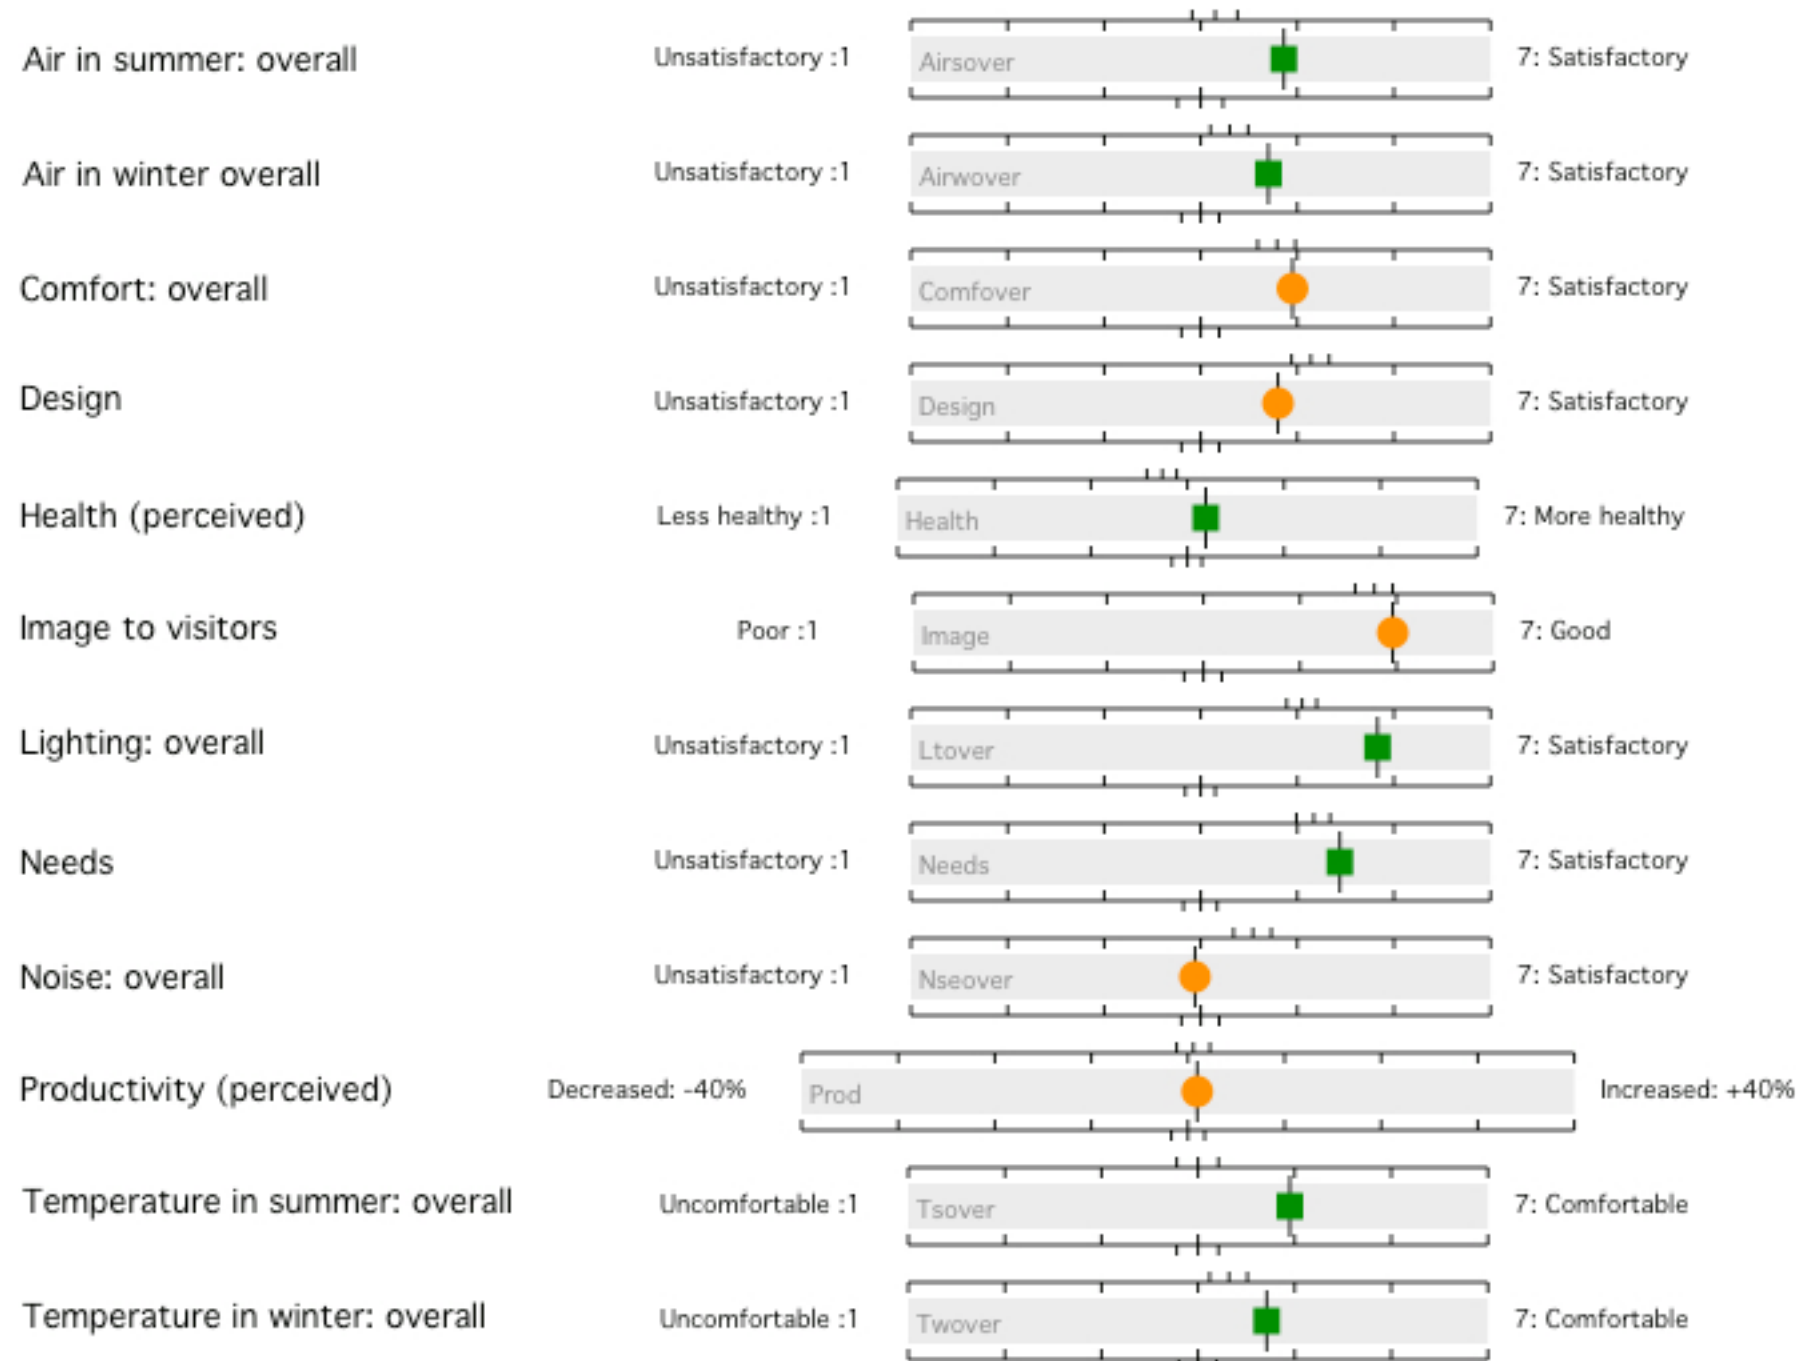 Air in summer: overall Unsatisfactory :1 Airsover 7: Satisfactory
Air in winter overall Unsatisfactory :1 Airwover 7: Satisfactory
Comfort: overall Unsatisfactory :1 Comfover 7: Satisfactory
Design Unsatisfactory :1 Design 7: Satisfactory
Health (perceived) Less healthy :1 Health 7: More healthy
Image to visitors Poor :1 Image 7: Good
Lighting: overall Unsatisfactory :1 Ltover 7: Satisfactory
Needs Unsatisfactory :1 Needs 7: Satisfactory
Noise: overall Unsatisfactory :1 Nseover 7: Satisfactory
Productivity (perceived) Decreased: -40% Prod Increased: +40%
Temperature in summer: overall Uncomfortable :1 Tsover 7: Comfortable
Temperature in winter: overall Uncomfortable :1 Twover 7: Comfortable